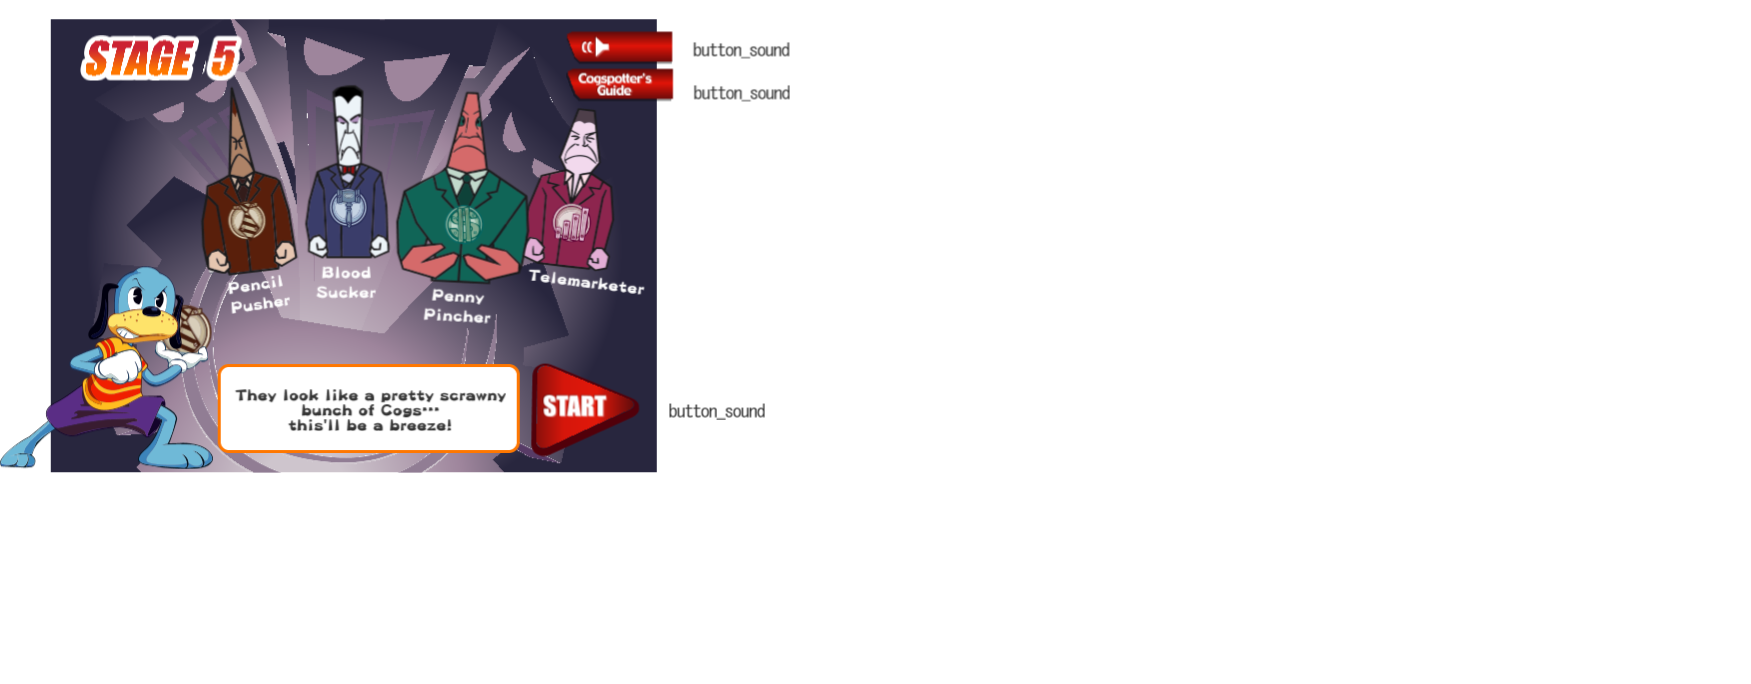 STAGE 5
button_sound
Cogspotter's
Guide
button_sound
Pencil
Pusher
Blood
Sucker
Penny
Pincher
Telemarketer
They look like a pretty scrawny
bunch of Cogs···
this'll be a breeze!
START
button_sound